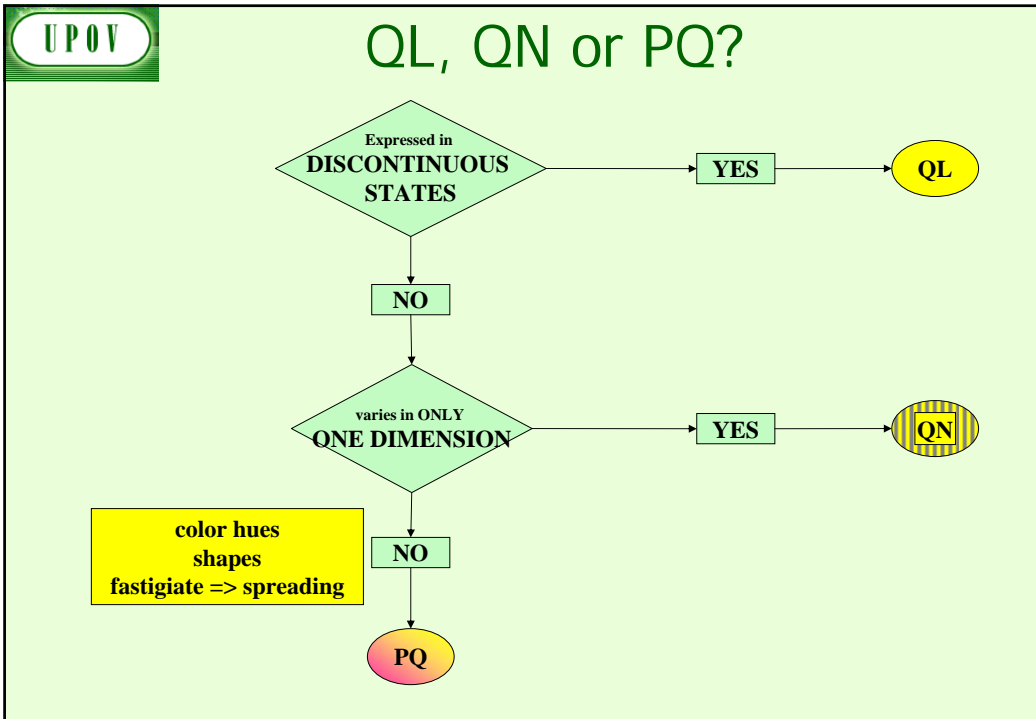 UPOV
QL, QN or PQ?
Expressed in
DISCONTINUOUS
STATES
YES
QL
NO
varies in ONLY
ONE DIMENSION
YES
QN
color hues
shapes
fastigiate => spreading
NO
PQ